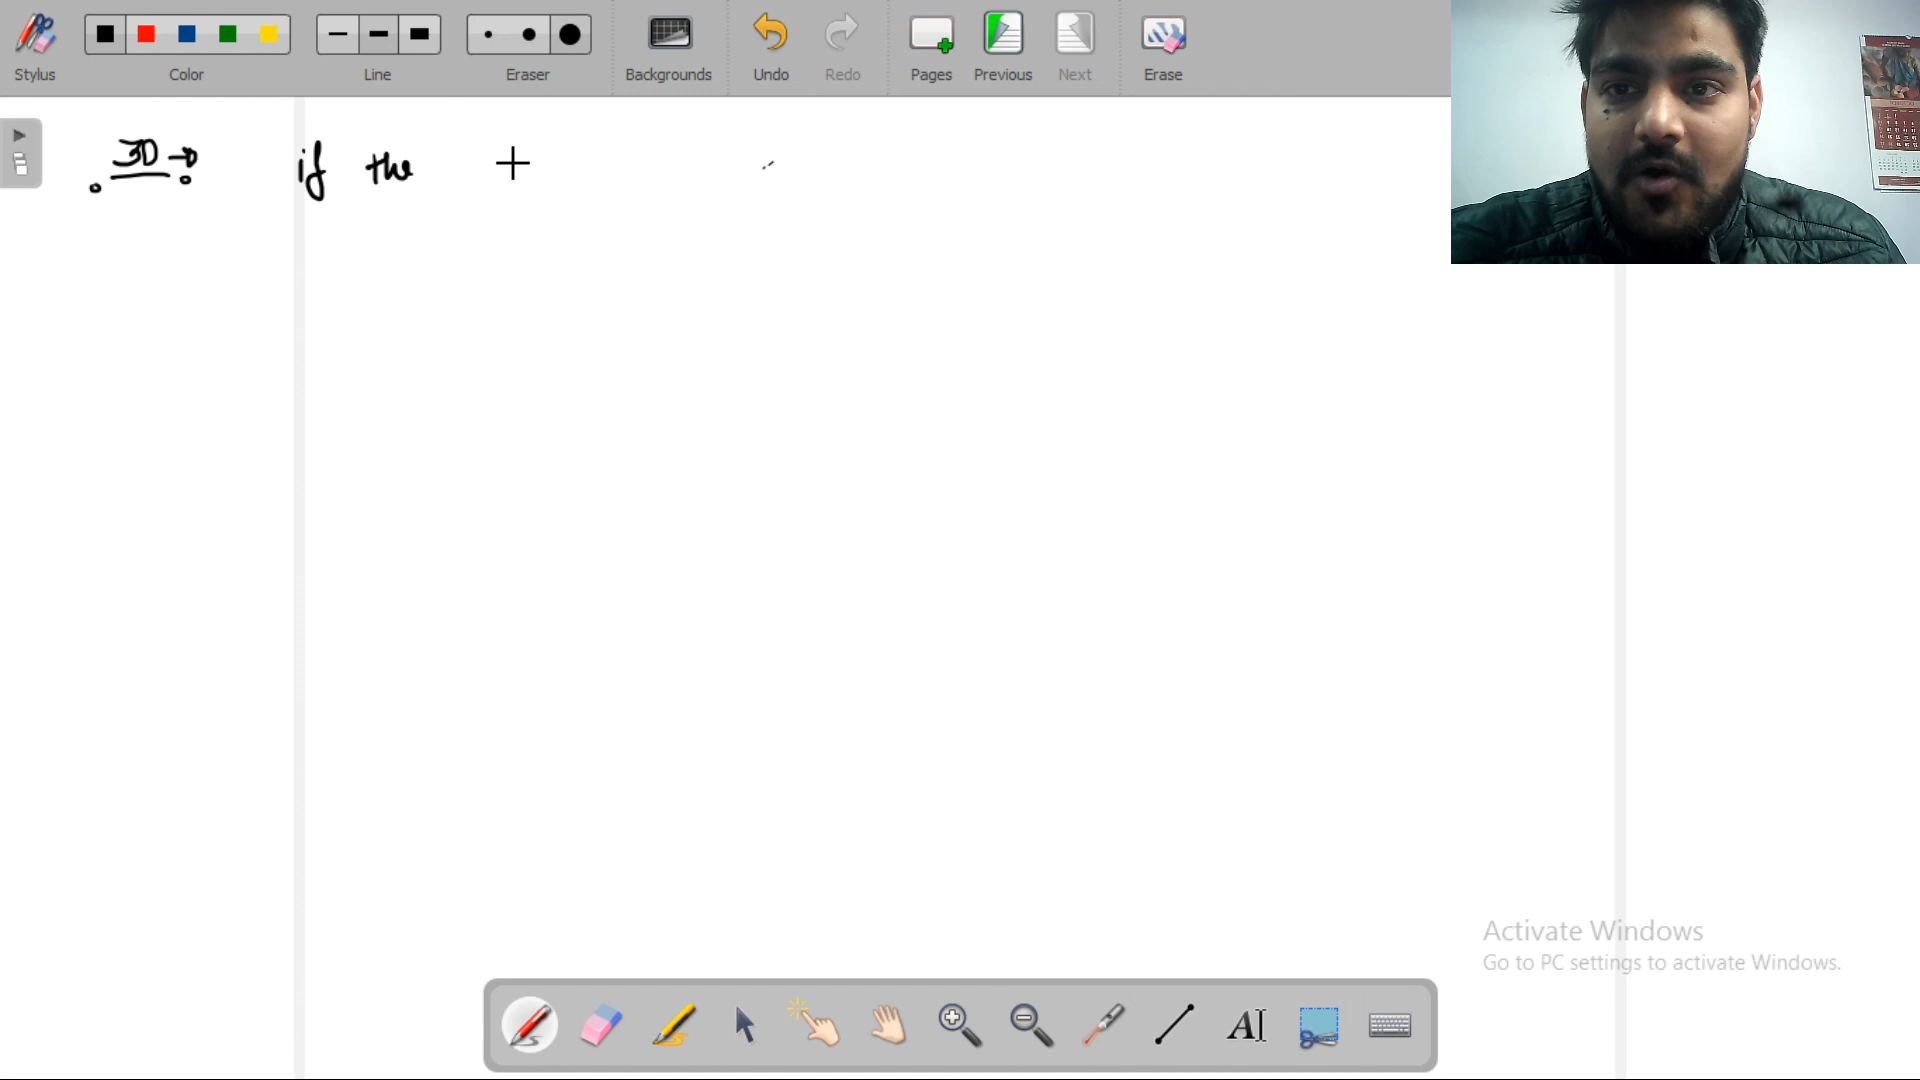 Stylus Color Line Eraser Backgrounds Undo Redo Pages Previous Next Erase
3D → if the
Activate Windows
Go to PC settings to activate Windows.